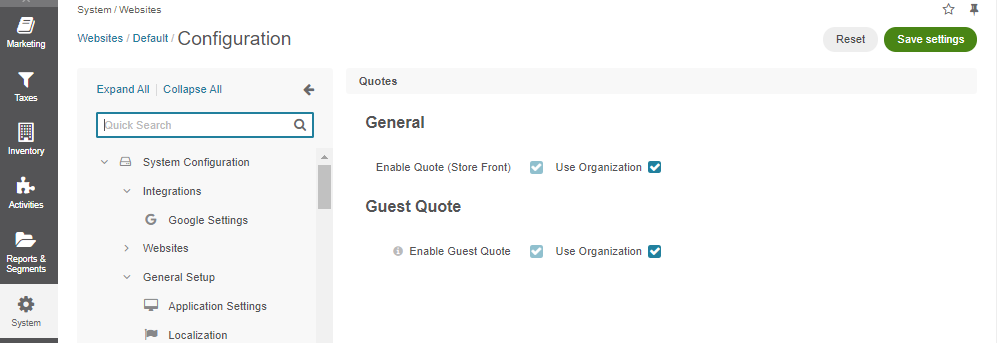 System / Websites
Websites / Default / Configuration
Reset
Save settings
Marketing
Taxes
Inventory
Activities
Reports &
Segments
System
Expand All | Collapse All
Quick Search
System Configuration
Integrations
Google Settings
Websites
General Setup
Application Settings
Localization
Quotes
General
Enable Quote (Store Front)
Use Organization
Guest Quote
Enable Guest Quote
Use Organization